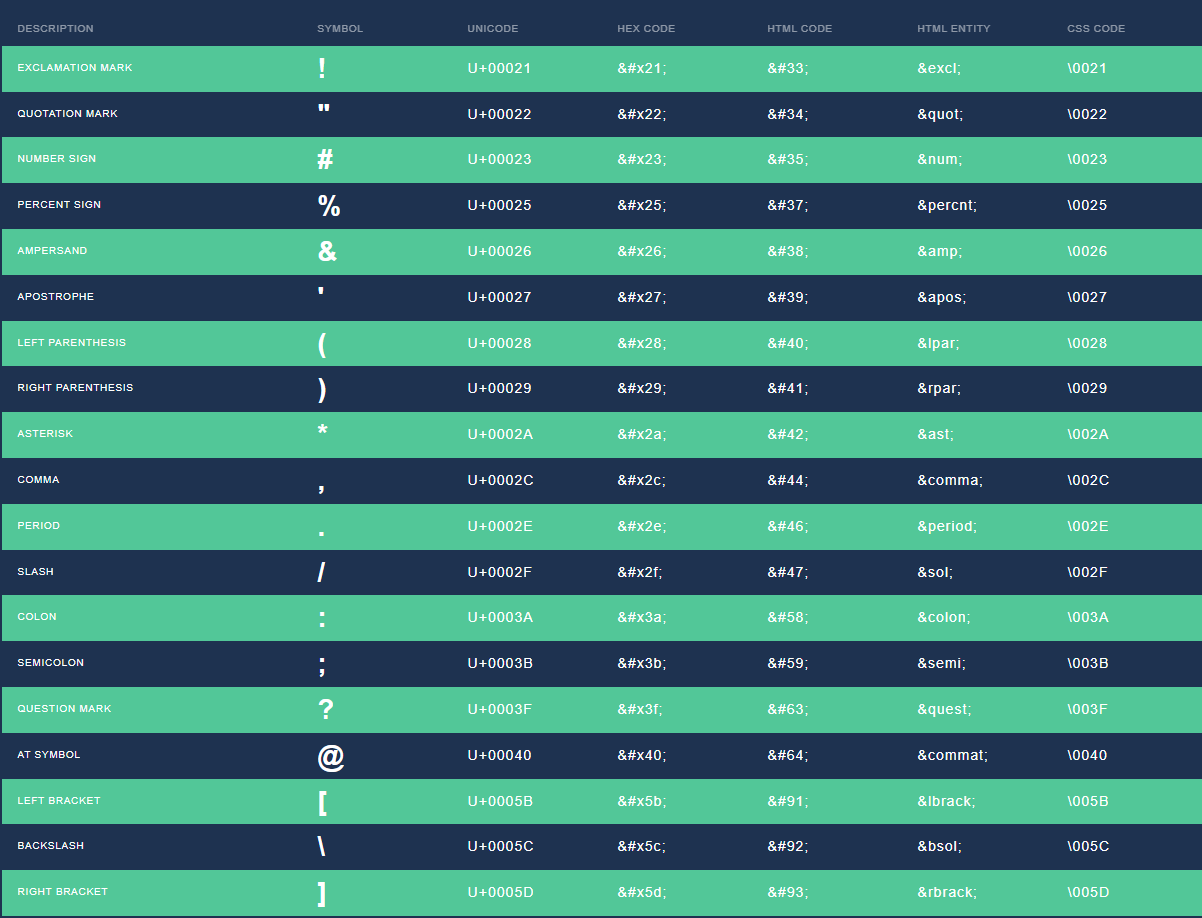 DESCRIPTION SYMBOL UNICODE HEX CODE HTML CODE HTML ENTITY CSS CODE
EXCLAMATION MARK ! U+00021 &#x21; &#33; &excl; \0021
QUOTATION MARK " U+00022 &#x22; &#34; &quot; \0022
NUMBER SIGN # U+00023 &#x23; &#35; &num; \0023
PERCENT SIGN % U+00025 &#x25; &#37; &percnt; \0025
AMPERSAND & U+00026 &#x26; &#38; &amp; \0026
APOSTROPHE ' U+00027 &#x27; &#39; &apos; \0027
LEFT PARENTHESIS ( U+00028 &#x28; &#40; &lpar; \0028
RIGHT PARENTHESIS ) U+00029 &#x29; &#41; &rpar; \0029
ASTERISK * U+0002A &#x2a; &#42; &ast; \002A
COMMA , U+0002C &#x2c; &#44; &comma; \002C
PERIOD . U+0002E &#x2e; &#46; &period; \002E
SLASH / U+0002F &#x2f; &#47; &sol; \002F
COLON : U+0003A &#x3a; &#58; &colon; \003A
SEMICOLON ; U+0003B &#x3b; &#59; &semi; \003B
QUESTION MARK ? U+0003F &#x3f; &#63; &quest; \003F
AT SYMBOL @ U+00040 &#x40; &#64; &commat; \0040
LEFT BRACKET [ U+0005B &#x5b; &#91; &lbrack; \005B
BACKSLASH \ U+0005C &#x5c; &#92; &bsol; \005C
RIGHT BRACKET ] U+0005D &#x5d; &#93; &rbrack; \005D